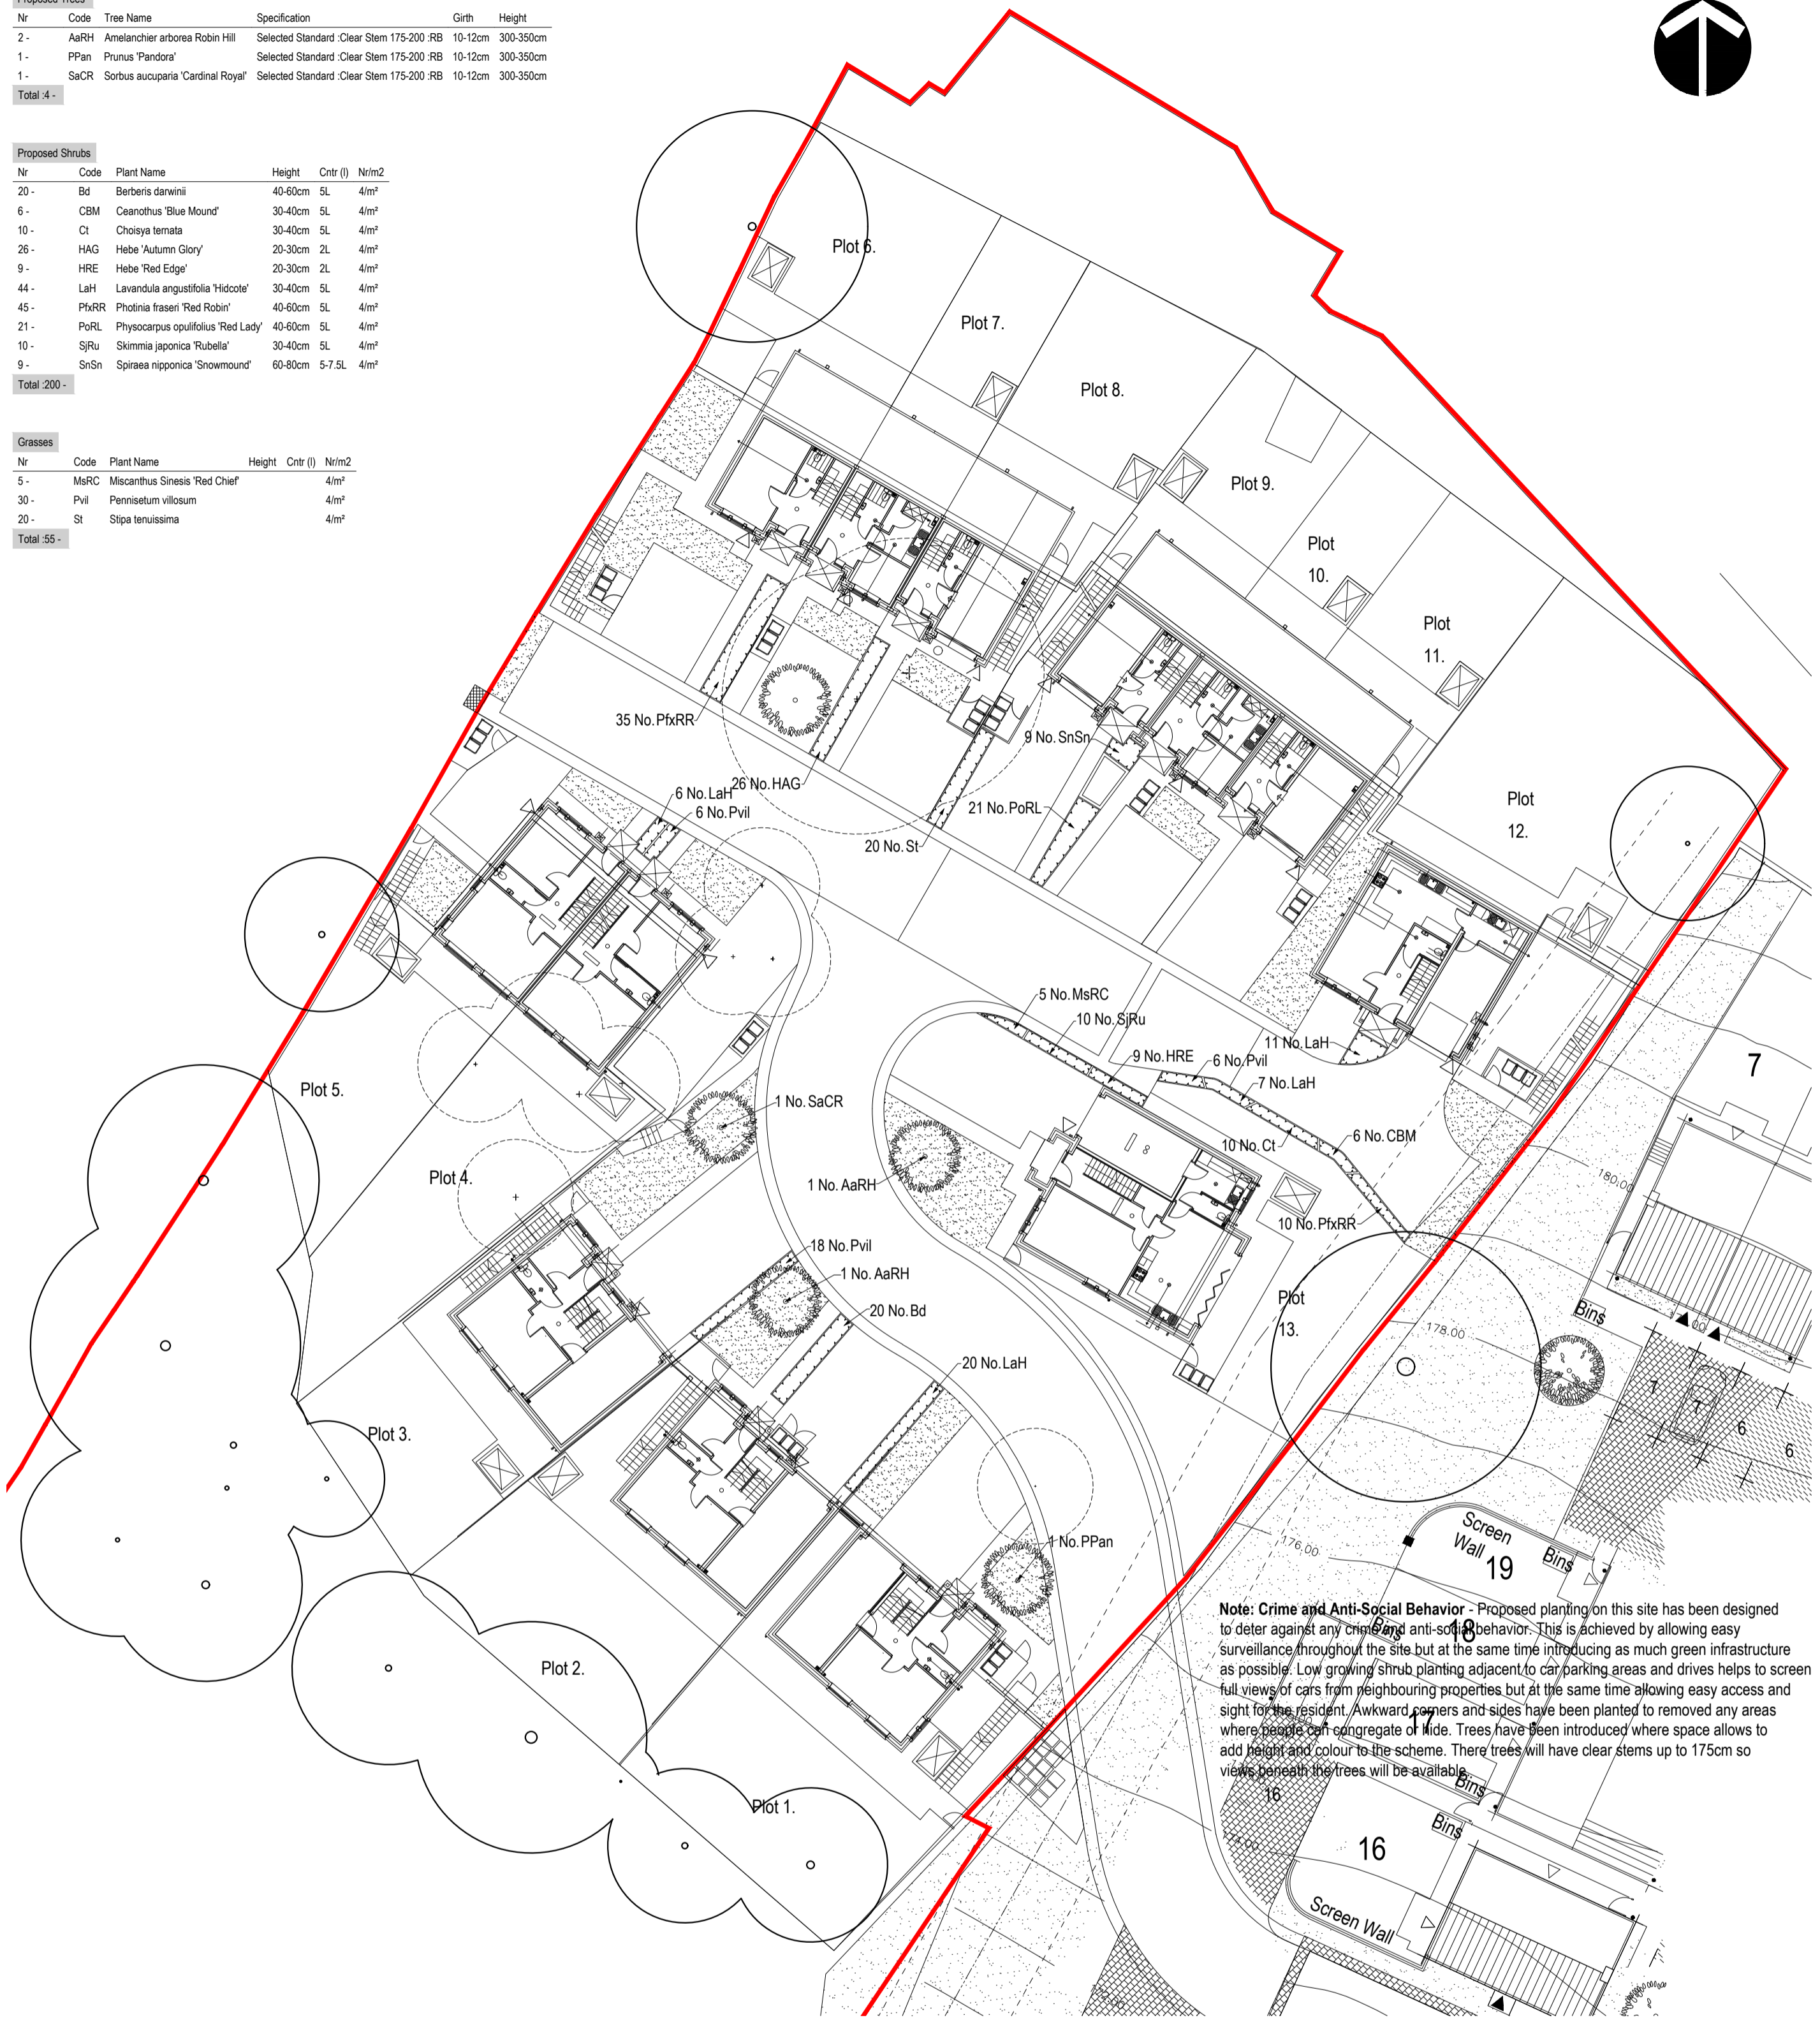 Proposed Trees
Nr Code Tree Name Specification Girth Height
2 - AaRH Amelanchier arborea Robin Hill Selected Standard :Clear Stem 175-200 :RB 10-12cm 300-350cm
1 - PPan Prunus 'Pandora' Selected Standard :Clear Stem 175-200 :RB 10-12cm 300-350cm
1 - SaCR Sorbus aucuparia 'Cardinal Royal' Selected Standard :Clear Stem 175-200 :RB 10-12cm 300-350cm
Total :4 -
Proposed Shrubs
Nr Code Plant Name Height Cntr (l) Nr/m2
20 - Bd Berberis darwinii 40-60cm 5L 4/m²
6 - CBM Ceanothus 'Blue Mound' 30-40cm 5L 4/m²
10 - Ct Choisya ternata 30-40cm 5L 4/m²
26 - HAG Hebe 'Autumn Glory' 20-30cm 2L 4/m²
9 - HRE Hebe 'Red Edge' 20-30cm 2L 4/m²
44 - LaH Lavandula angustifolia 'Hidcote' 30-40cm 5L 4/m²
45 - PfxRR Photinia fraseri 'Red Robin' 40-60cm 5L 4/m²
21 - PoRL Physocarpus opulifolius 'Red Lady' 40-60cm 5L 4/m²
10 - SjRu Skimmia japonica 'Rubella' 30-40cm 5L 4/m²
9 - SnSn Spiraea nipponica 'Snowmound' 60-80cm 5-7.5L 4/m²
Total :200 -
Grasses
Nr Code Plant Name Height Cntr (l) Nr/m2
5 - MsRC Miscanthus Sinesis 'Red Chief' 4/m²
30 - Pvil Pennisetum villosum 4/m²
20 - St Stipa tenuissima 4/m²
Total :55 -
Plot 6.
Plot 7.
Plot 8.
Plot 9.
Plot
10.
Plot
11.
Plot
12.
35 No. PfxRR
26 No. HAG
6 No. LaH
6 No. Pvil
9 No. SnSn
21 No. PoRL
20 No. St
5 No. MsRC
10 No. SjRu
9 No. HRE
11 No. LaH
6 No. Pvil
7 No. LaH
10 No. Ct
6 No. CBM
10 No. PfxRR
7
180.00
Plot 5.
1 No. SaCR
Plot 4.
1 No. AaRH
18 No. Pvil
1 No. AaRH
20 No. Bd
Plot
13.
178.00
Bins
7
7
6
6
20 No. LaH
Plot 3.
1 No. PPan
176.00
Screen
Wall
19
Bins
Note: Crime and Anti-Social Behavior - Proposed planting on this site has been designed
to deter against any crime and anti-social behavior. This is achieved by allowing easy
surveillance throughout the site but at the same time introducing as much green infrastructure
as possible. Low growing shrub planting adjacent to car parking areas and drives helps to screen
full views of cars from neighbouring properties but at the same time allowing easy access and
sight for the resident. Awkward corners and sides have been planted to removed any areas
where people can congregate or hide. Trees have been introduced where space allows to
add height and colour to the scheme. There trees will have clear stems up to 175cm so
views beneath the trees will be available.
Bins
18
17
Plot 2.
Plot 1.
16
Bins
Bins
16
Screen Wall